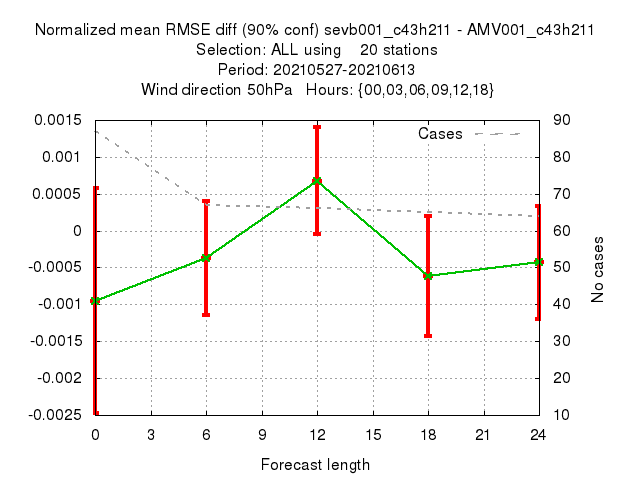 Normalized mean RMSE diff (90% conf) sevb001_c43h211 - AMV001_c43h211
Selection: ALL using    20 stations
Period: 20210527-20210613
Wind direction 50hPa   Hours: {00,03,06,09,12,18}
Cases
0.0015
0.001
0.0005
0
-0.0005
-0.001
-0.0015
-0.002
-0.0025
90
80
70
60
50
40
30
20
10
No cases
0 3 6 9 12 15 18 21 24
Forecast length